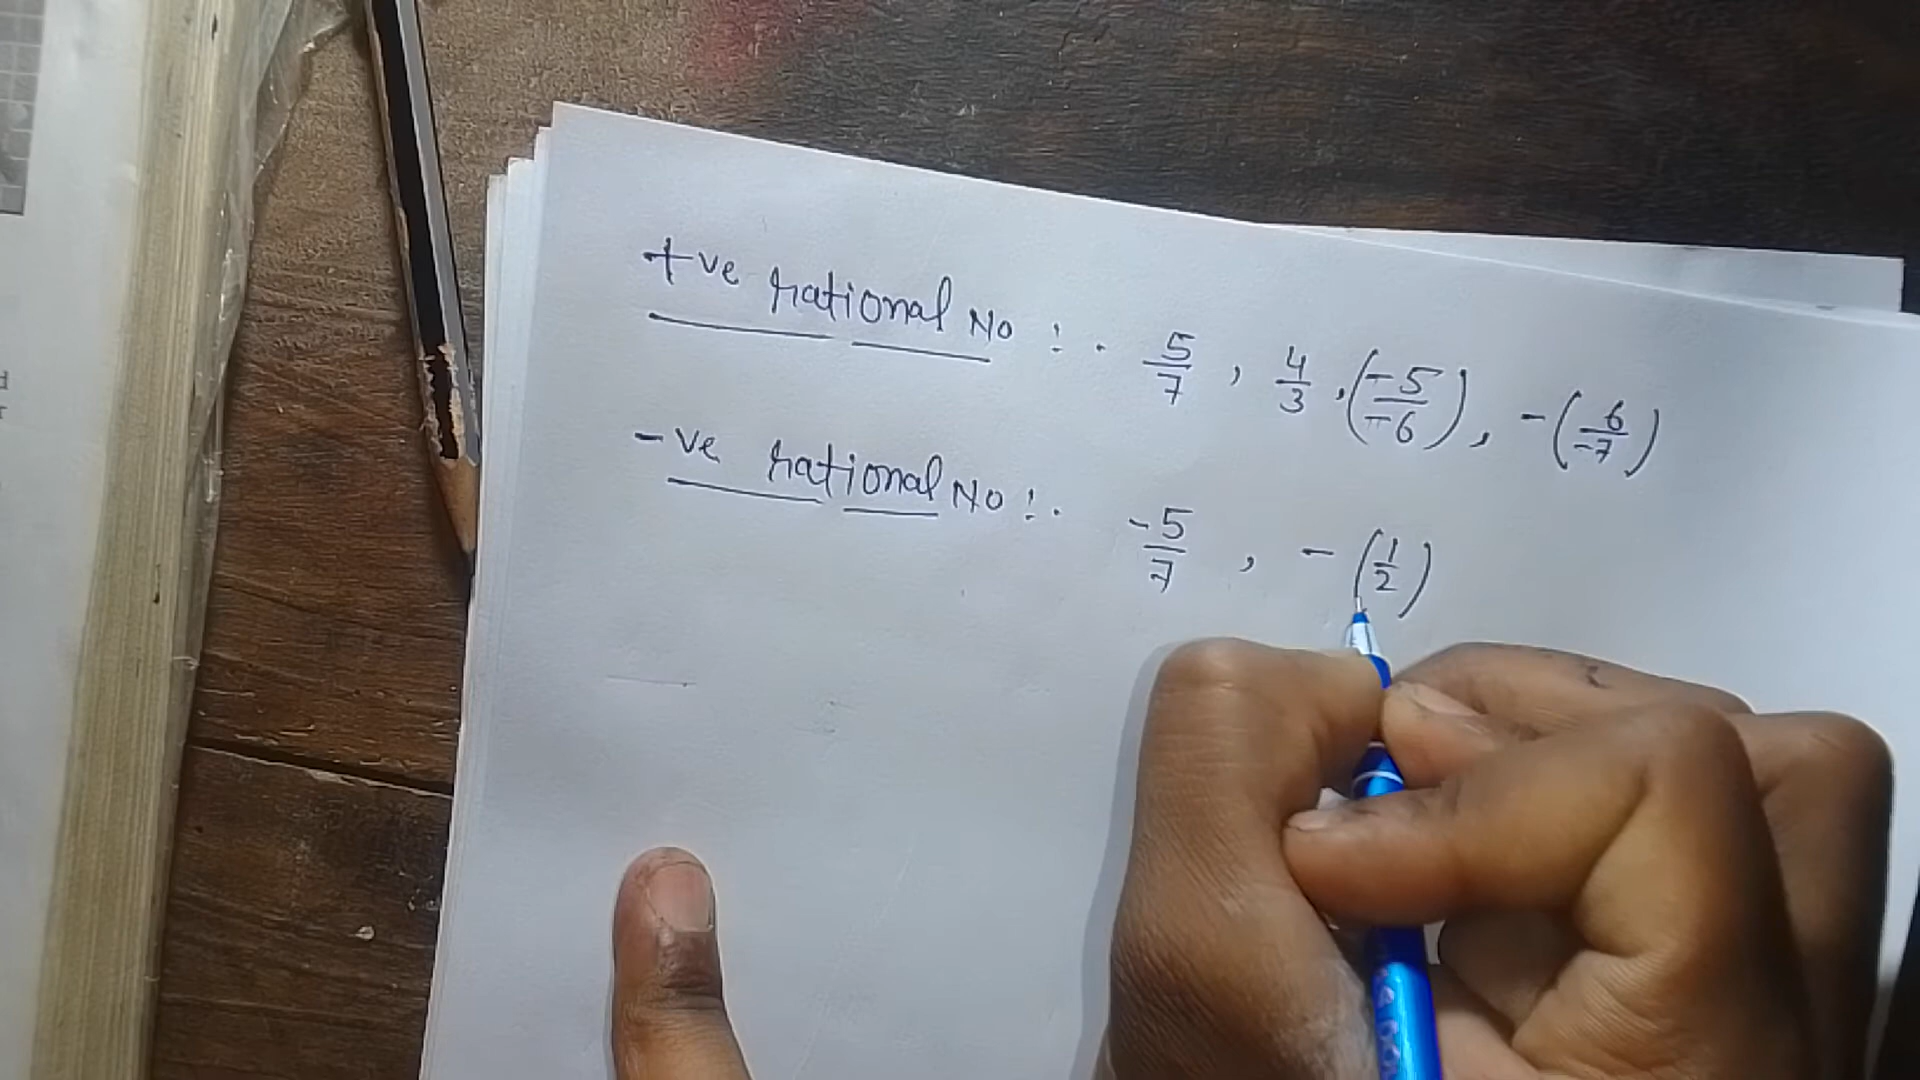 +ve rational No :. 5/7 , 4/3 , (-5/-6) , -(6/-7)
-ve rational No :. -5/7 , -(1/2)